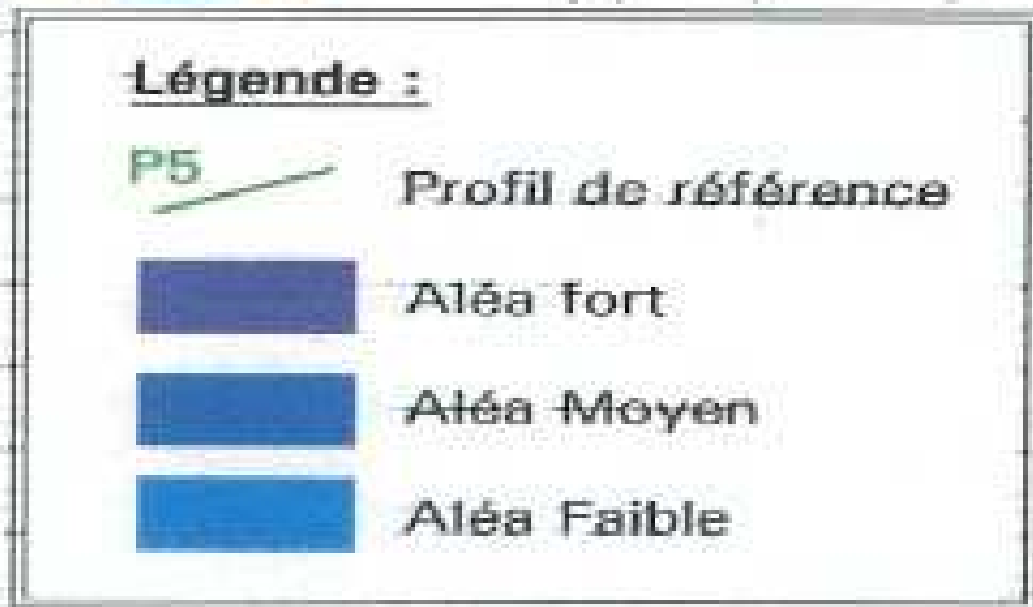 Légende :
P5 Profil de référence
Aléa fort
Aléa Moyen
Aléa Faible